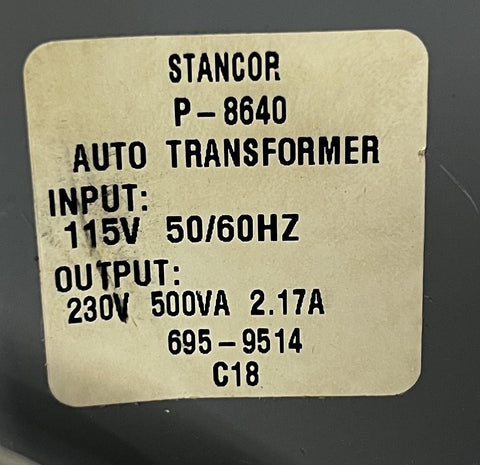 STANCOR
P-8640
AUTO TRANSFORMER
INPUT:
115V 50/60HZ
OUTPUT:
230V 500VA 2.17A
695-9514
C18